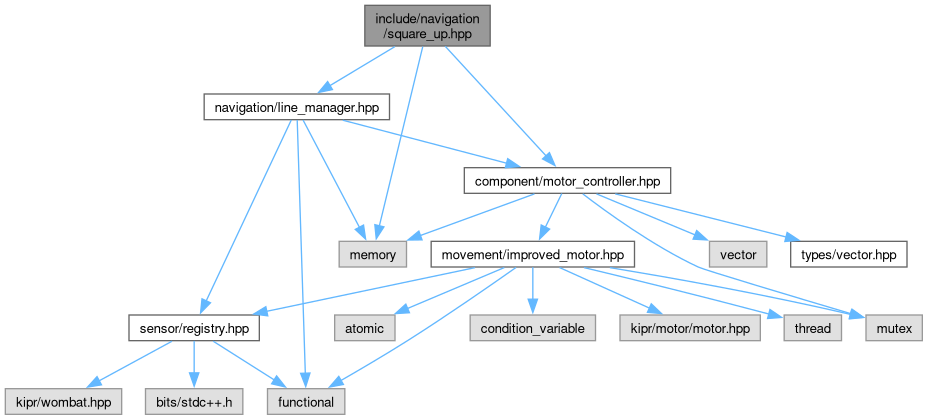 include/navigation
/square_up.hpp
navigation/line_manager.hpp
component/motor_controller.hpp
memory
movement/improved_motor.hpp
vector
types/vector.hpp
sensor/registry.hpp
atomic
condition_variable
kipr/motor/motor.hpp
thread
mutex
kipr/wombat.hpp
bits/stdc++.h
functional